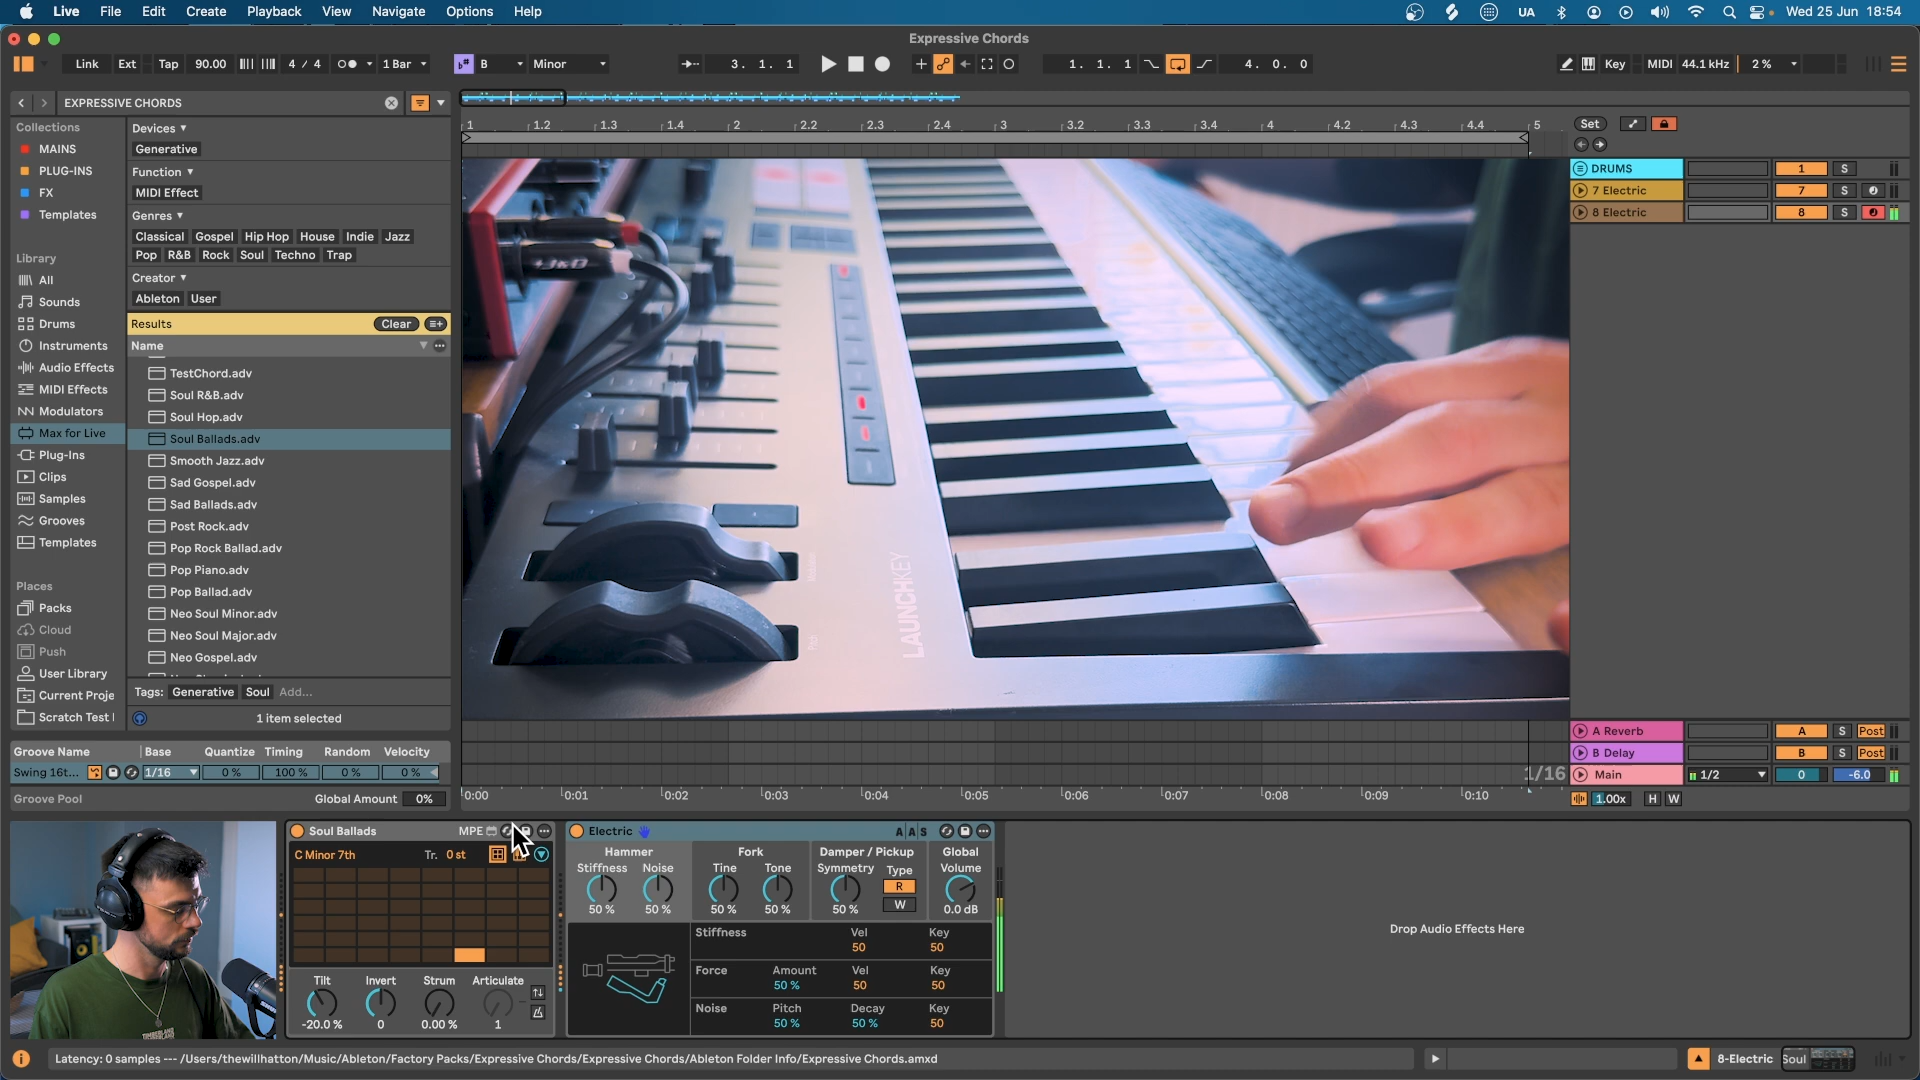 Live File Edit Create Playback View Navigate Options Help UA Wed 25 Jun 18:54
Expressive Chords
Link Ext Tap 90.00 4 / 4 1 Bar B Minor 3. 1. 1 1. 1. 1 4. 0. 0 Key MIDI 44.1 kHz 2 %
EXPRESSIVE CHORDS
Collections
MAINS
PLUG-INS
FX
Templates
Library
All
Sounds
Drums
Instruments
Audio Effects
MIDI Effects
Modulators
Max for Live
Plug-Ins
Clips
Samples
Grooves
Templates
Places
Packs
Cloud
Push
User Library
Current Proje
Scratch Test
Devices
Generative
Function
MIDI Effect
Genres
Classical Gospel Hip Hop House Indie Jazz
Pop R&B Rock Soul Techno Trap
Creator
Ableton User
Results Clear
Name
TestChord.adv
Soul R&B.adv
Soul Hop.adv
Soul Ballads.adv
Smooth Jazz.adv
Sad Gospel.adv
Sad Ballads.adv
Post Rock.adv
Pop Rock Ballad.adv
Pop Piano.adv
Pop Ballad.adv
Neo Soul Minor.adv
Neo Soul Major.adv
Neo Gospel.adv
Tags: Generative Soul Add...
1 item selected
1 1.2 1.3 1.4 2 2.2 2.3 2.4 3 3.2 3.3 3.4 4 4.2 4.3 4.4 5
LAUNCHKEY
Set
DRUMS 1 S
7 Electric 7 S
8 Electric 8 S
A Reverb A S Post
B Delay B S Post
Main 1/2 0 -6.0
1/16
0:00 0:01 0:02 0:03 0:04 0:05 0:06 0:07 0:08 0:09 0:10
1.00x H W
Groove Name Base Quantize Timing Random Velocity
Swing 16t... 1/16 0 % 100 % 0 % 0 %
Groove Pool Global Amount 0%
Soul Ballads MPE
C Minor 7th Tr. 0 st
Tilt Invert Strum Articulate
-20.0 % 0 0.00 % 1
Electric A A S
Hammer Fork Damper / Pickup Global
Stiffness Noise Tine Tone Symmetry Type Volume
R
W
50 % 50 % 50 % 50 % 50 % 0.0 dB
Stiffness Vel Key
50 50
Force Amount Vel Key
50 % 50 50
Noise Pitch Decay Key
50 % 50 % 50
Drop Audio Effects Here
Latency: 0 samples --- /Users/thewillhatton/Music/Ableton/Factory Packs/Expressive Chords/Expressive Chords/Ableton Folder Info/Expressive Chords.amxd
8-Electric Soul